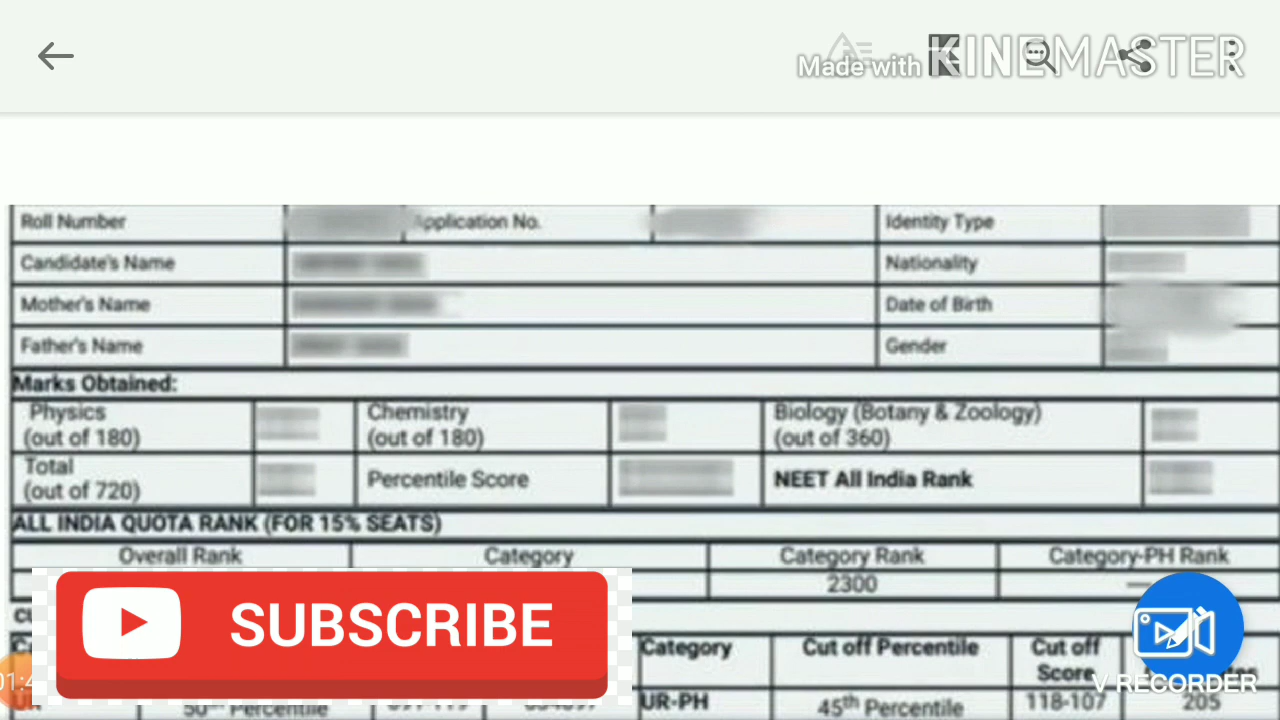 Made with KINEMASTER
Roll Number Application No. Identity Type
Candidate's Name Nationality
Mother's Name Date of Birth
Father's Name Gender
Marks Obtained:
Physics (out of 180) Chemistry (out of 180) Biology (Botany & Zoology) (out of 360)
Total (out of 720) Percentile Score NEET All India Rank
ALL INDIA QUOTA RANK (FOR 15% SEATS)
Overall Rank Category Category Rank Category-PH Rank
2300
SUBSCRIBE
Category Cut off Percentile Cut off Score
V RECORDER
50th Percentile UR-PH 45th Percentile 118-107 205